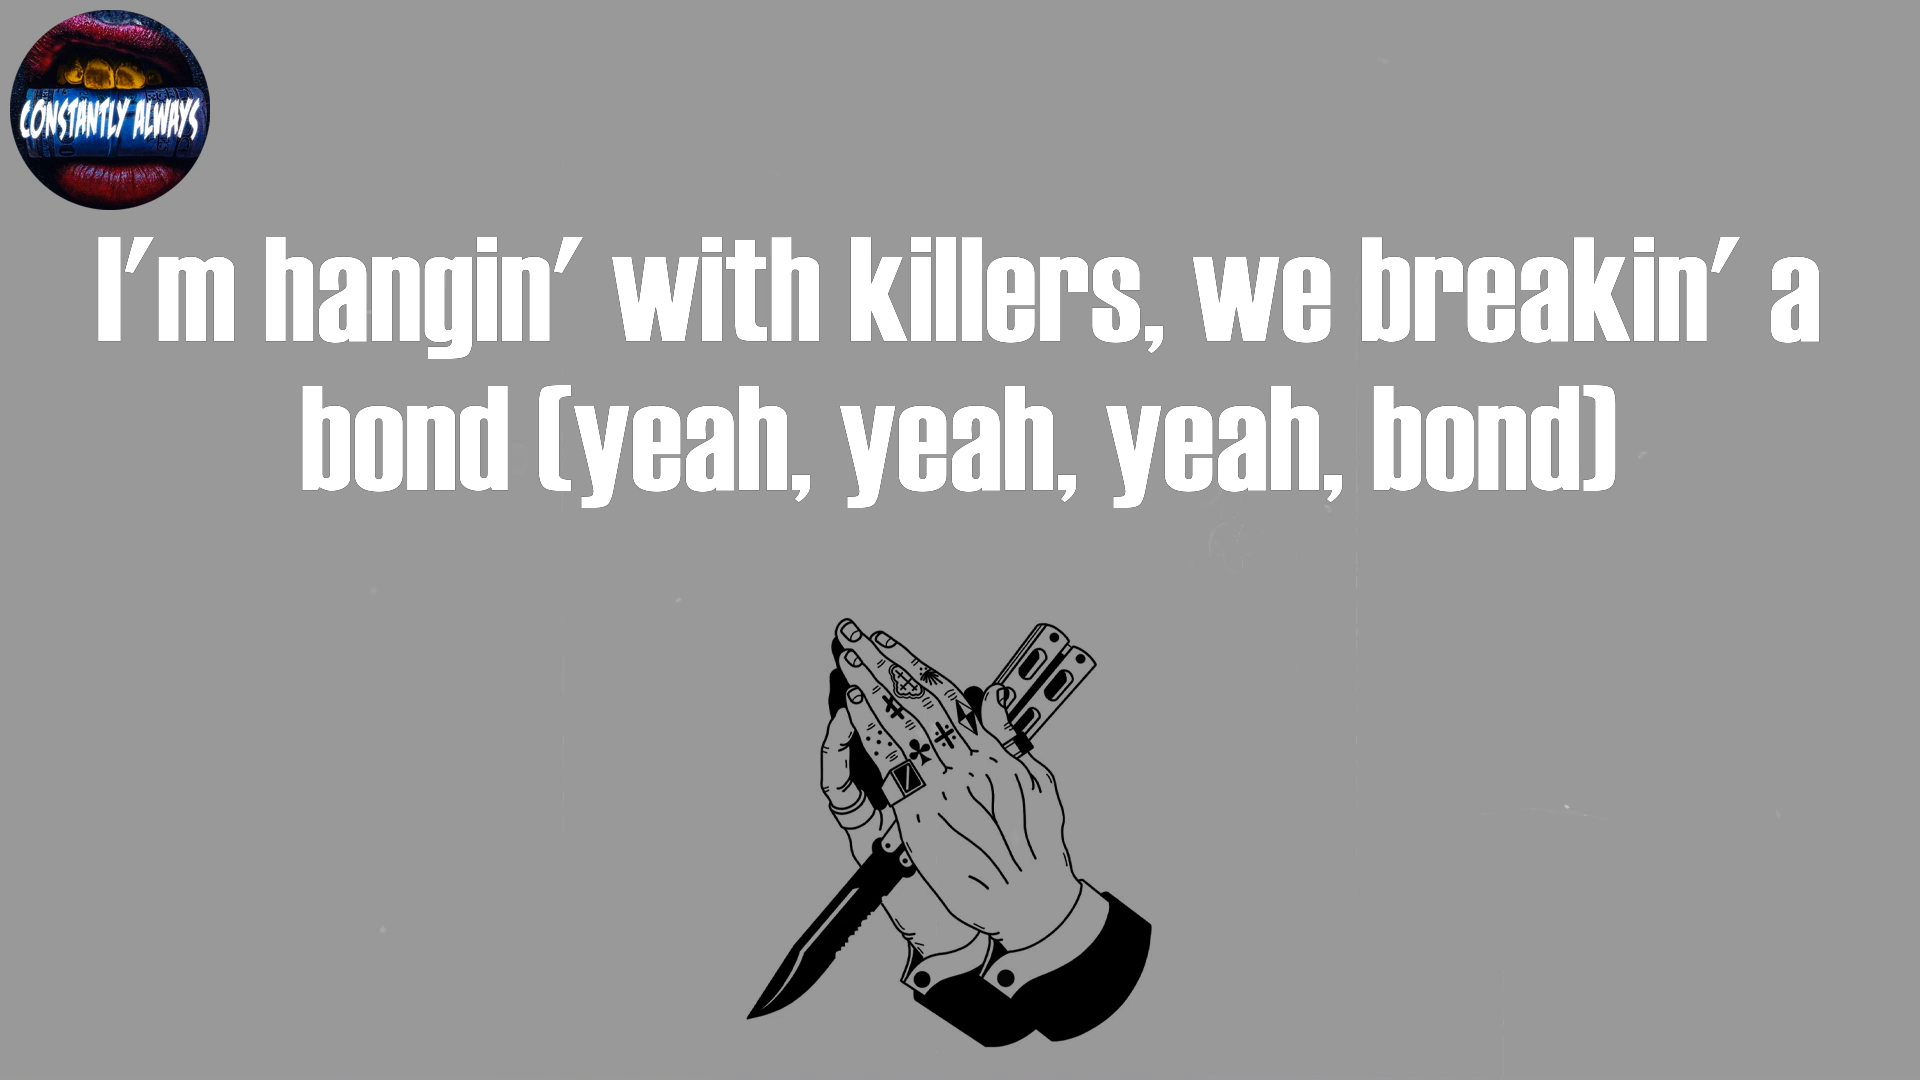 CONSTANTLY ALWAYS
I'm hangin' with killers, we breakin' a
bond (yeah, yeah, yeah, bond)